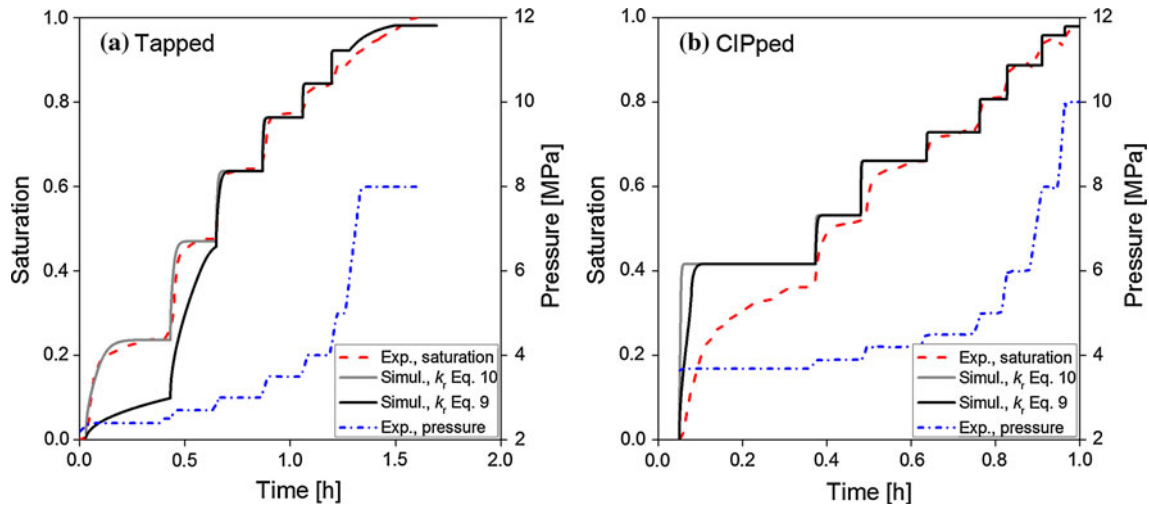 (a) Tapped
Saturation
1.0
0.8
0.6
0.4
0.2
0.0
0.0 0.5 1.0 1.5 2.0
Time [h]
12
10
8
6
4
2
Pressure [MPa]
Exp., saturation
Simul., kr Eq. 10
Simul., kr Eq. 9
Exp., pressure
(b) CIPped
Saturation
1.0
0.8
0.6
0.4
0.2
0.0
0.0 0.2 0.4 0.6 0.8 1.0
Time [h]
12
10
8
6
4
2
Pressure [MPa]
Exp., saturation
Simul., kr Eq. 10
Simul., kr Eq. 9
Exp., pressure